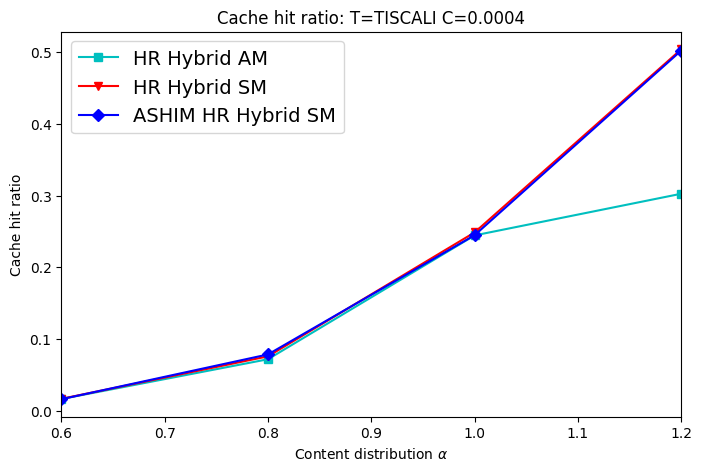 Cache hit ratio: T=TISCALI C=0.0004
HR Hybrid AM
HR Hybrid SM
ASHIM HR Hybrid SM
Cache hit ratio
0.5
0.4
0.3
0.2
0.1
0.0
0.6 0.7 0.8 0.9 1.0 1.1 1.2
Content distribution α